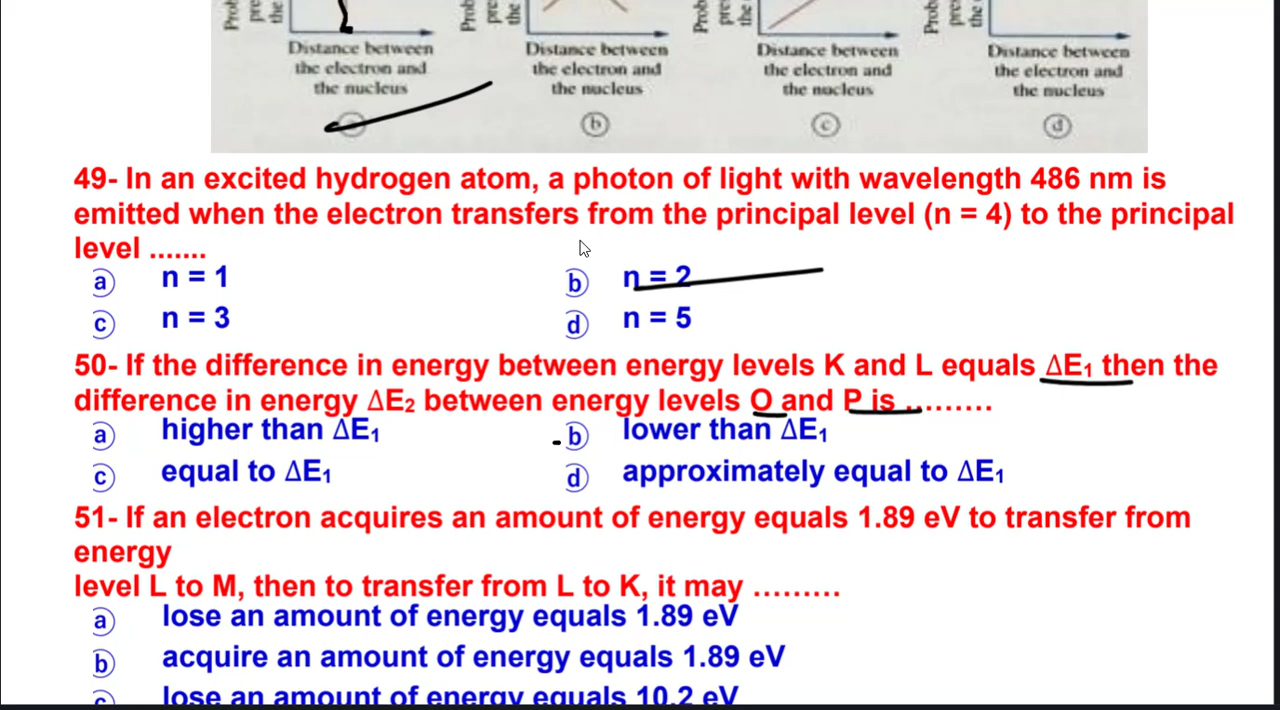 Distance between Distance between Distance between Distance between
the electron and the electron and the electron and the electron and
the nucleus the nucleus the nucleus the nucleus
b c d
49- In an excited hydrogen atom, a photon of light with wavelength 486 nm is
emitted when the electron transfers from the principal level (n = 4) to the principal
level .......
a n = 1 b n = 2
c n = 3 d n = 5
50- If the difference in energy between energy levels K and L equals ΔE₁ then the
difference in energy ΔE₂ between energy levels O and P is .........
a higher than ΔE₁ b lower than ΔE₁
c equal to ΔE₁ d approximately equal to ΔE₁
51- If an electron acquires an amount of energy equals 1.89 eV to transfer from
energy
level L to M, then to transfer from L to K, it may .........
a lose an amount of energy equals 1.89 eV
b acquire an amount of energy equals 1.89 eV
c lose an amount of energy equals 10.2 eV